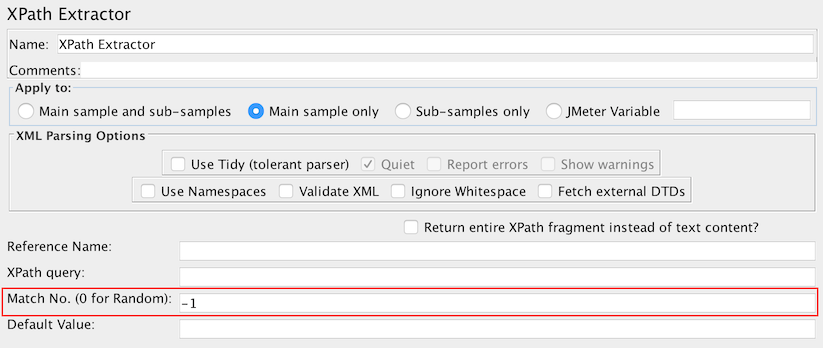 XPath Extractor
Name: XPath Extractor
Comments:
Apply to:
Main sample and sub-samples Main sample only Sub-samples only JMeter Variable
XML Parsing Options
Use Tidy (tolerant parser) Quiet Report errors Show warnings
Use Namespaces Validate XML Ignore Whitespace Fetch external DTDs
Return entire XPath fragment instead of text content?
Reference Name:
XPath query:
Match No. (0 for Random): -1
Default Value: